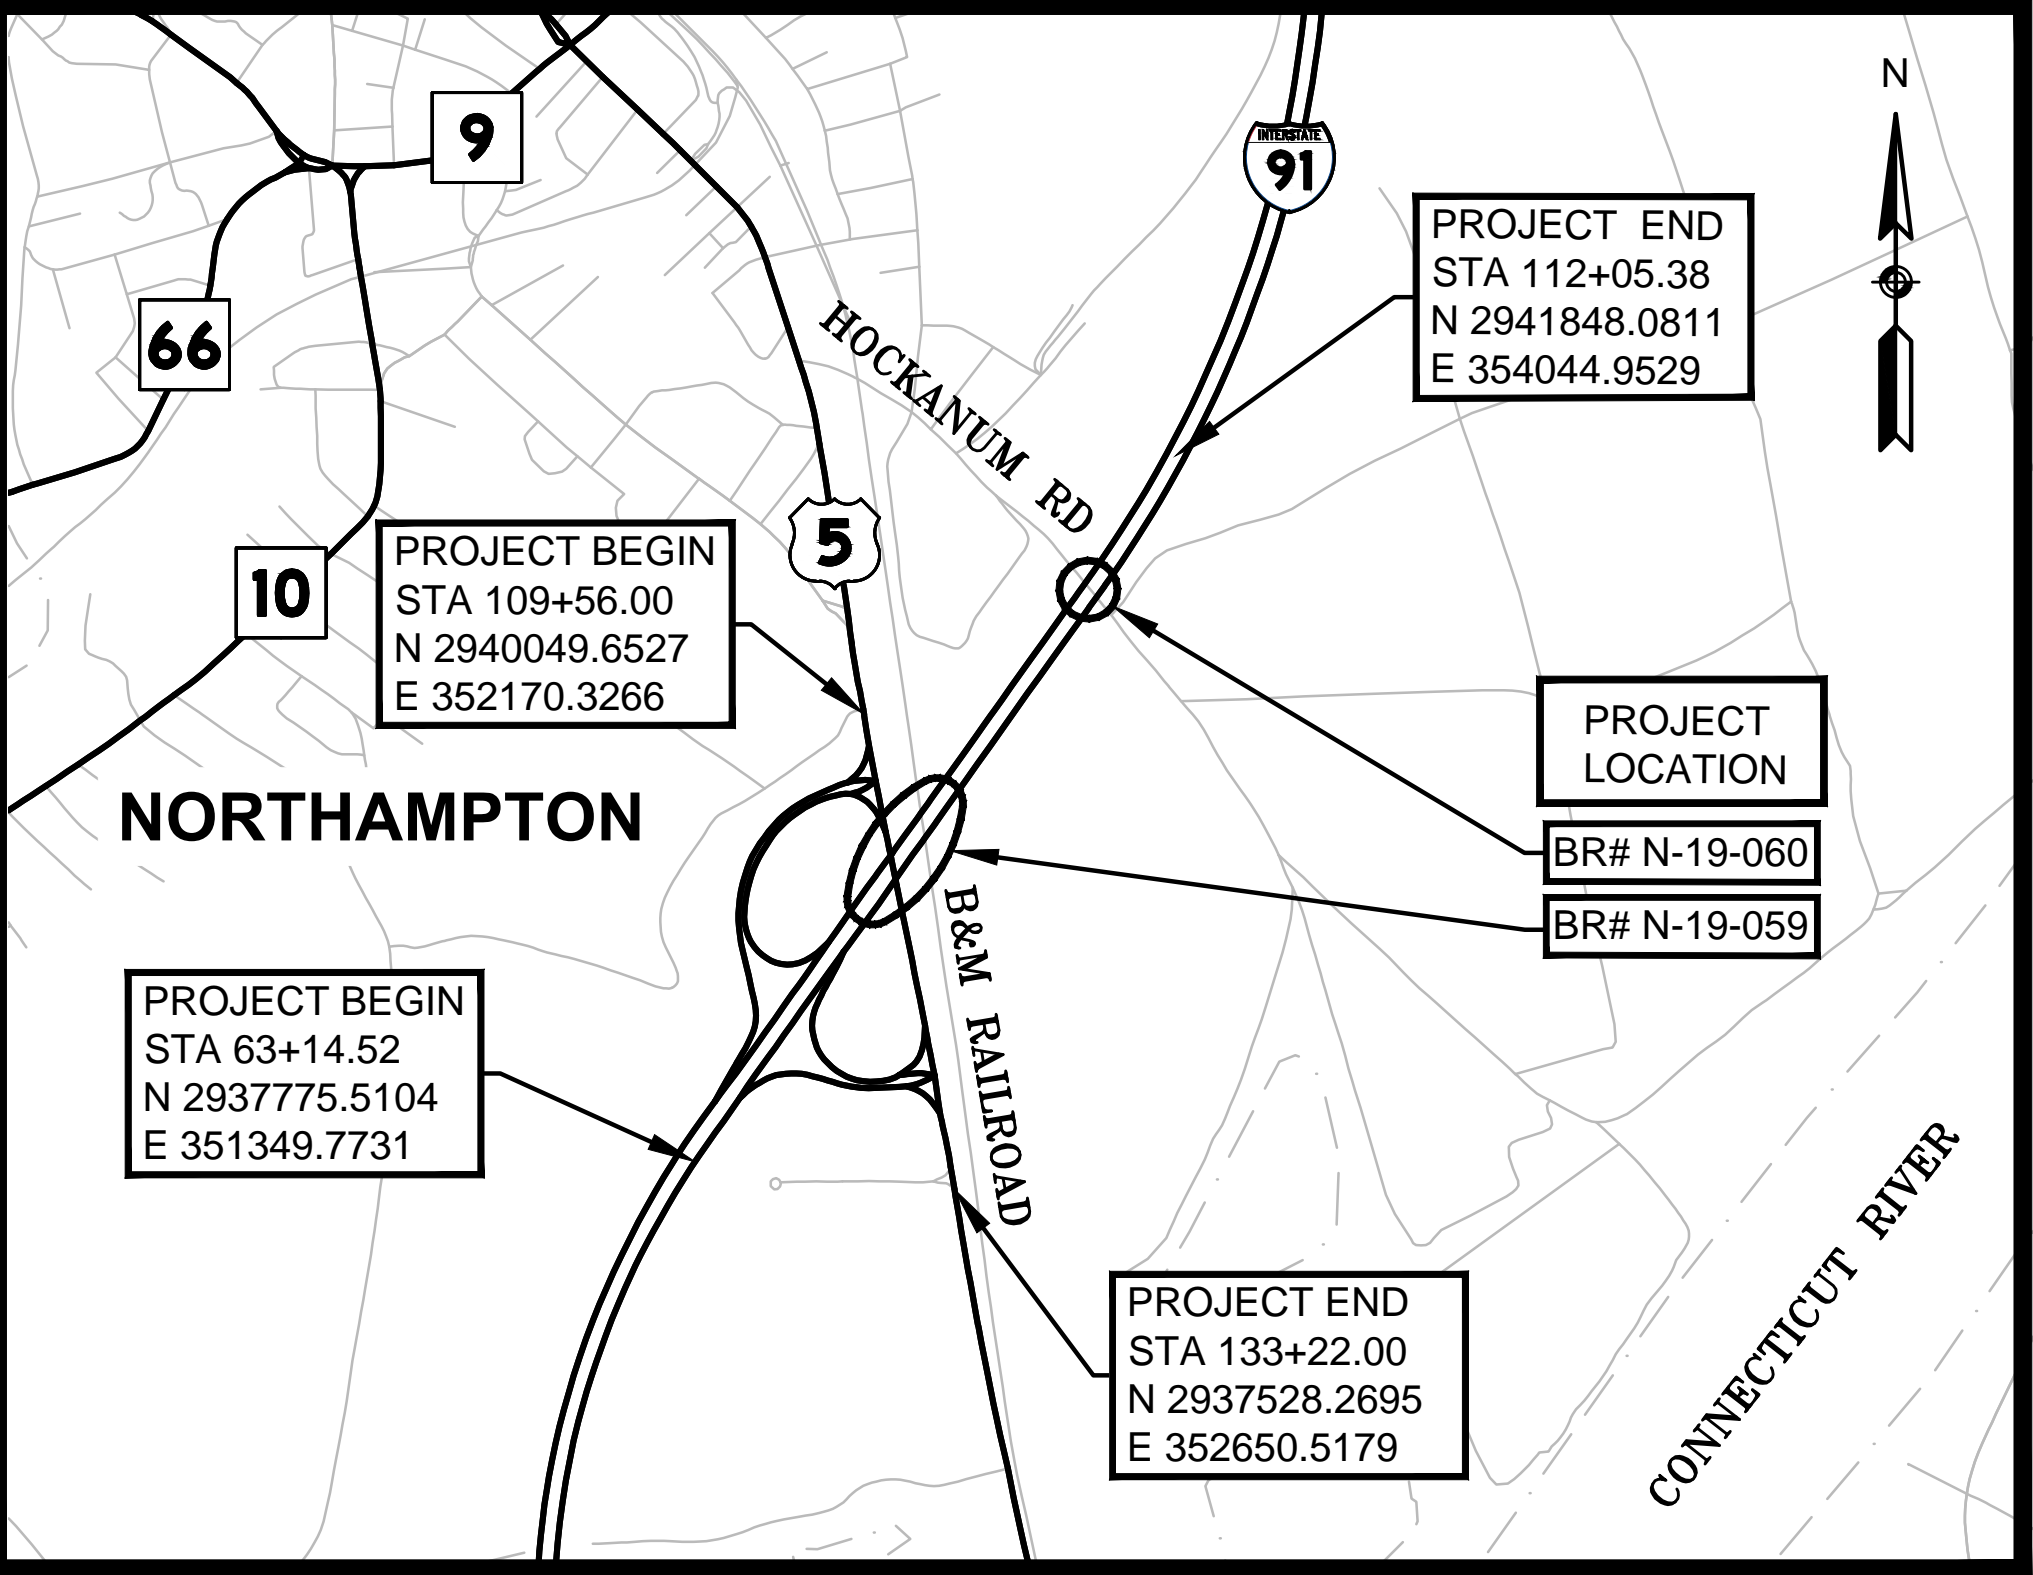 N
9
INTERSTATE
91
PROJECT END
STA 112+05.38
N 2941848.0811
E 354044.9529
66
HOCKANUM RD
5
PROJECT BEGIN
STA 109+56.00
N 2940049.6527
E 352170.3266
10
PROJECT
LOCATION
NORTHAMPTON
BR# N-19-060
BR# N-19-059
B&M RAILROAD
PROJECT BEGIN
STA 63+14.52
N 2937775.5104
E 351349.7731
CONNECTICUT RIVER
PROJECT END
STA 133+22.00
N 2937528.2695
E 352650.5179